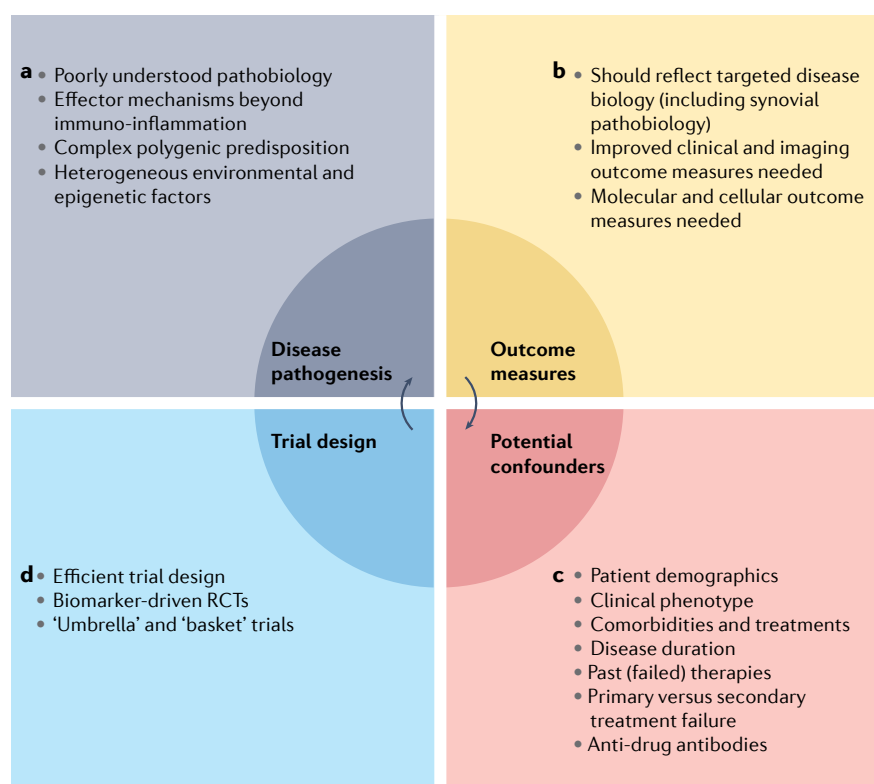 a • Poorly understood pathobiology
• Effector mechanisms beyond
immuno-inflammation
• Complex polygenic predisposition
• Heterogeneous environmental and
epigenetic factors
b • Should reflect targeted disease
biology (including synovial
pathobiology)
• Improved clinical and imaging
outcome measures needed
• Molecular and cellular outcome
measures needed
Disease
pathogenesis
Outcome
measures
Trial design
Potential
confounders
d • Efficient trial design
• Biomarker-driven RCTs
• ‘Umbrella’ and ‘basket’ trials
c • Patient demographics
• Clinical phenotype
• Comorbidities and treatments
• Disease duration
• Past (failed) therapies
• Primary versus secondary
treatment failure
• Anti-drug antibodies